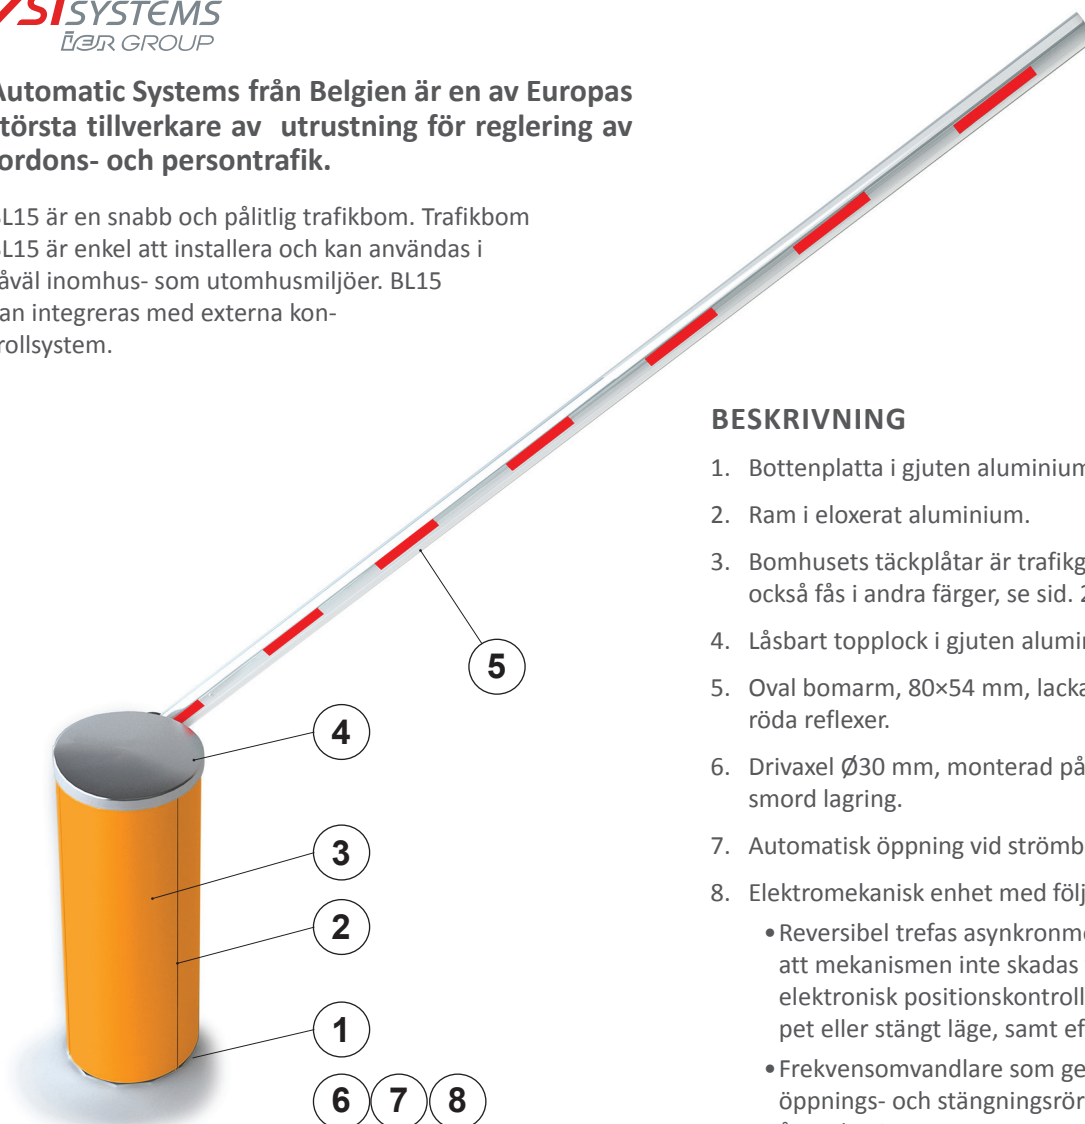 SYSTEMS
IER GROUP
Automatic Systems från Belgien är en av Europas
största tillverkare av utrustning för reglering av
fordons- och persontrafik.
BL15 är en snabb och pålitlig trafikbom. Trafikbom
BL15 är enkel att installera och kan användas i
såväl inomhus- som utomhusmiljöer. BL15
kan integreras med externa kon-
trollsystem.
BESKRIVNING
1. Bottenplatta i gjuten aluminium
2. Ram i eloxerat aluminium.
3. Bomhusets täckplåtar är trafikg
också fås i andra färger, se sid. 2
4. Låsbart topplock i gjuten alumin
5. Oval bomarm, 80×54 mm, lacka
röda reflexer.
6. Drivaxel Ø30 mm, monterad på
smord lagring.
7. Automatisk öppning vid strömb
8. Elektromekanisk enhet med följ
•Reversibel trefas asynkronmo
att mekanismen inte skadas
elektronisk positionskontroll
pet eller stängt läge, samt ef
•Frekvensomvandlare som ge
öppnings- och stängningsrör
5
4
3
2
1
6 7 8